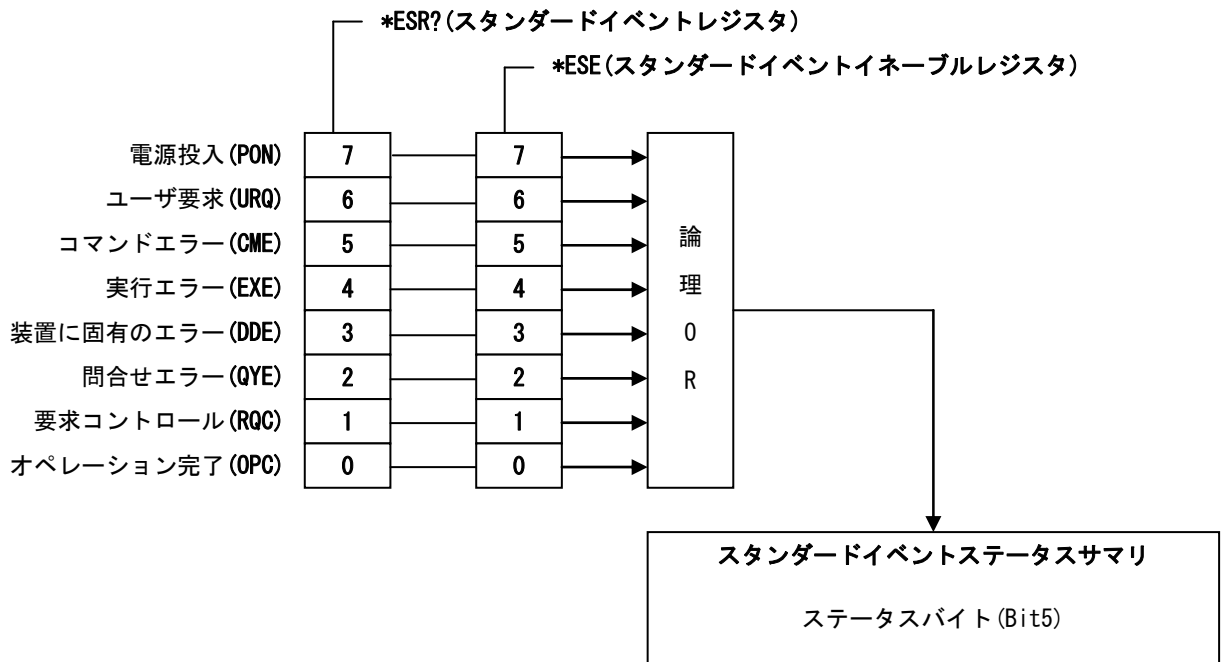 *ESR?(スタンダードイベントレジスタ)
*ESE(スタンダードイベントイネーブルレジスタ)
電源投入(PON) 7 7
ユーザ要求(URQ) 6 6
コマンドエラー(CME) 5 5
実行エラー(EXE) 4 4
装置に固有のエラー(DDE) 3 3
問合せエラー(QYE) 2 2
要求コントロール(RQC) 1 1
オペレーション完了(OPC) 0 0
論
理
O
R
スタンダードイベントステータスサマリ
ステータスバイト(Bit5)